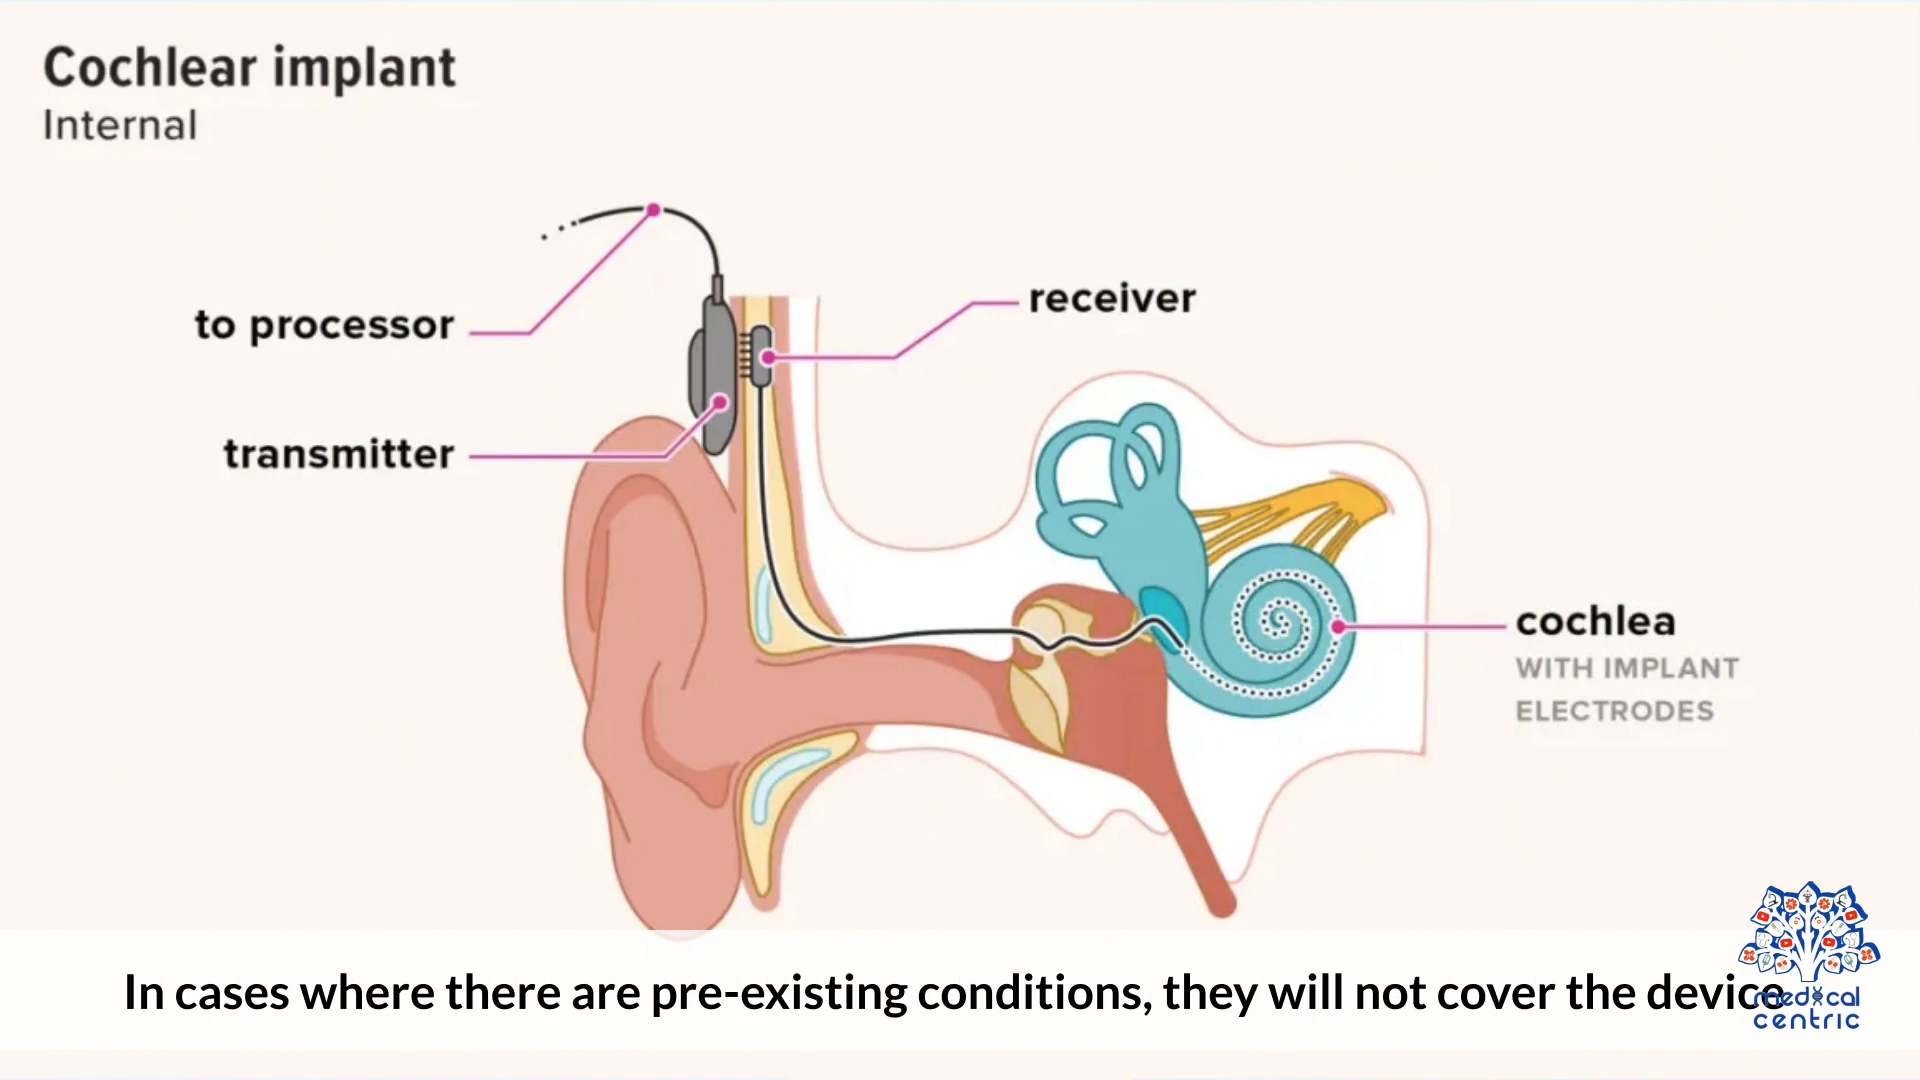 Cochlear implant
Internal
to processor
receiver
transmitter
cochlea
WITH IMPLANT
ELECTRODES
In cases where there are pre-existing conditions, they will not cover the device
medical
centric